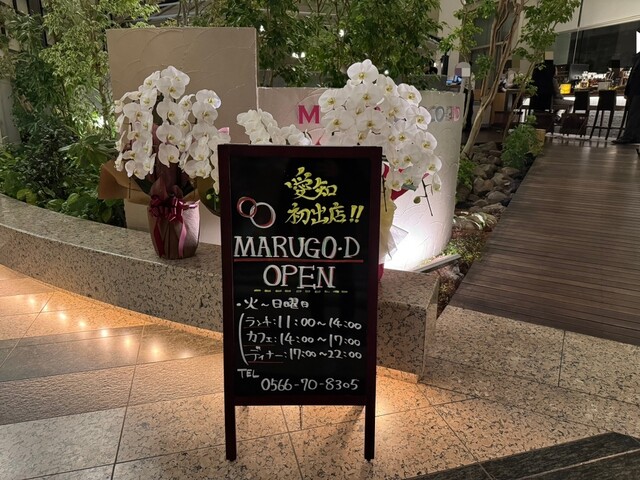 愛知
初出店!!
MARUGO・D
OPEN
・火〜日曜日
ランチ:11:00〜14:00
カフェ:14:00〜17:00
ディナー:17:00〜22:00
TEL
0566-70-8305